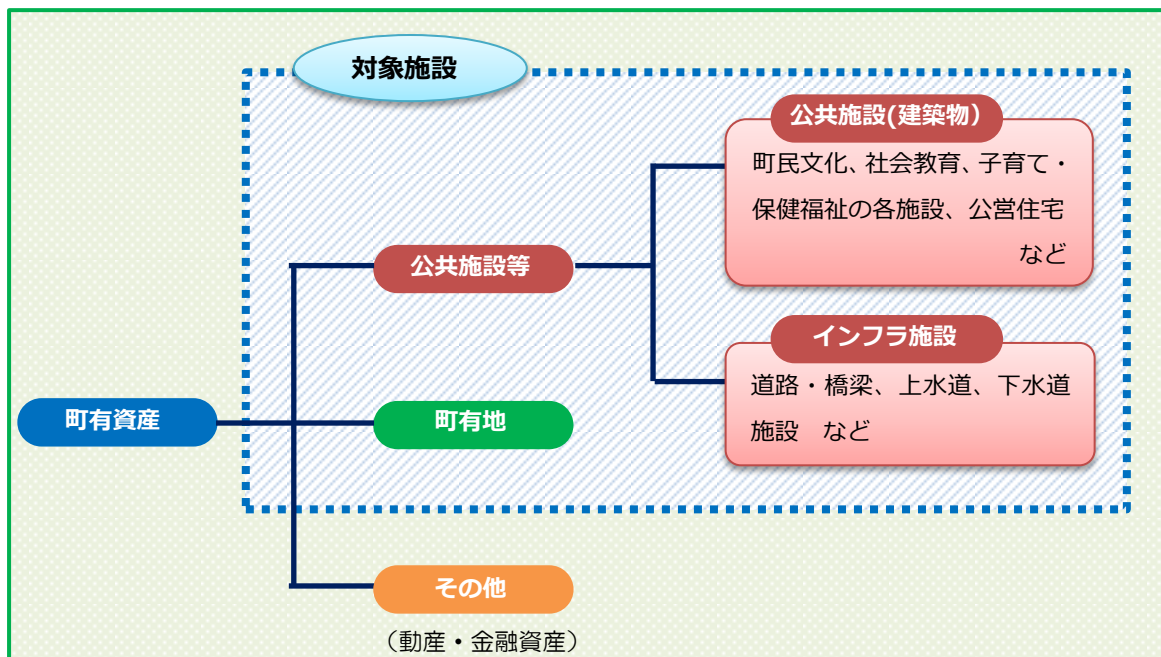 対象施設
公共施設(建築物）
町民文化、社会教育、子育て・
保健福祉の各施設、公営住宅
など
公共施設等
インフラ施設
道路・橋梁、上水道、下水道
施設　など
町有資産
町有地
その他
（動産・金融資産）